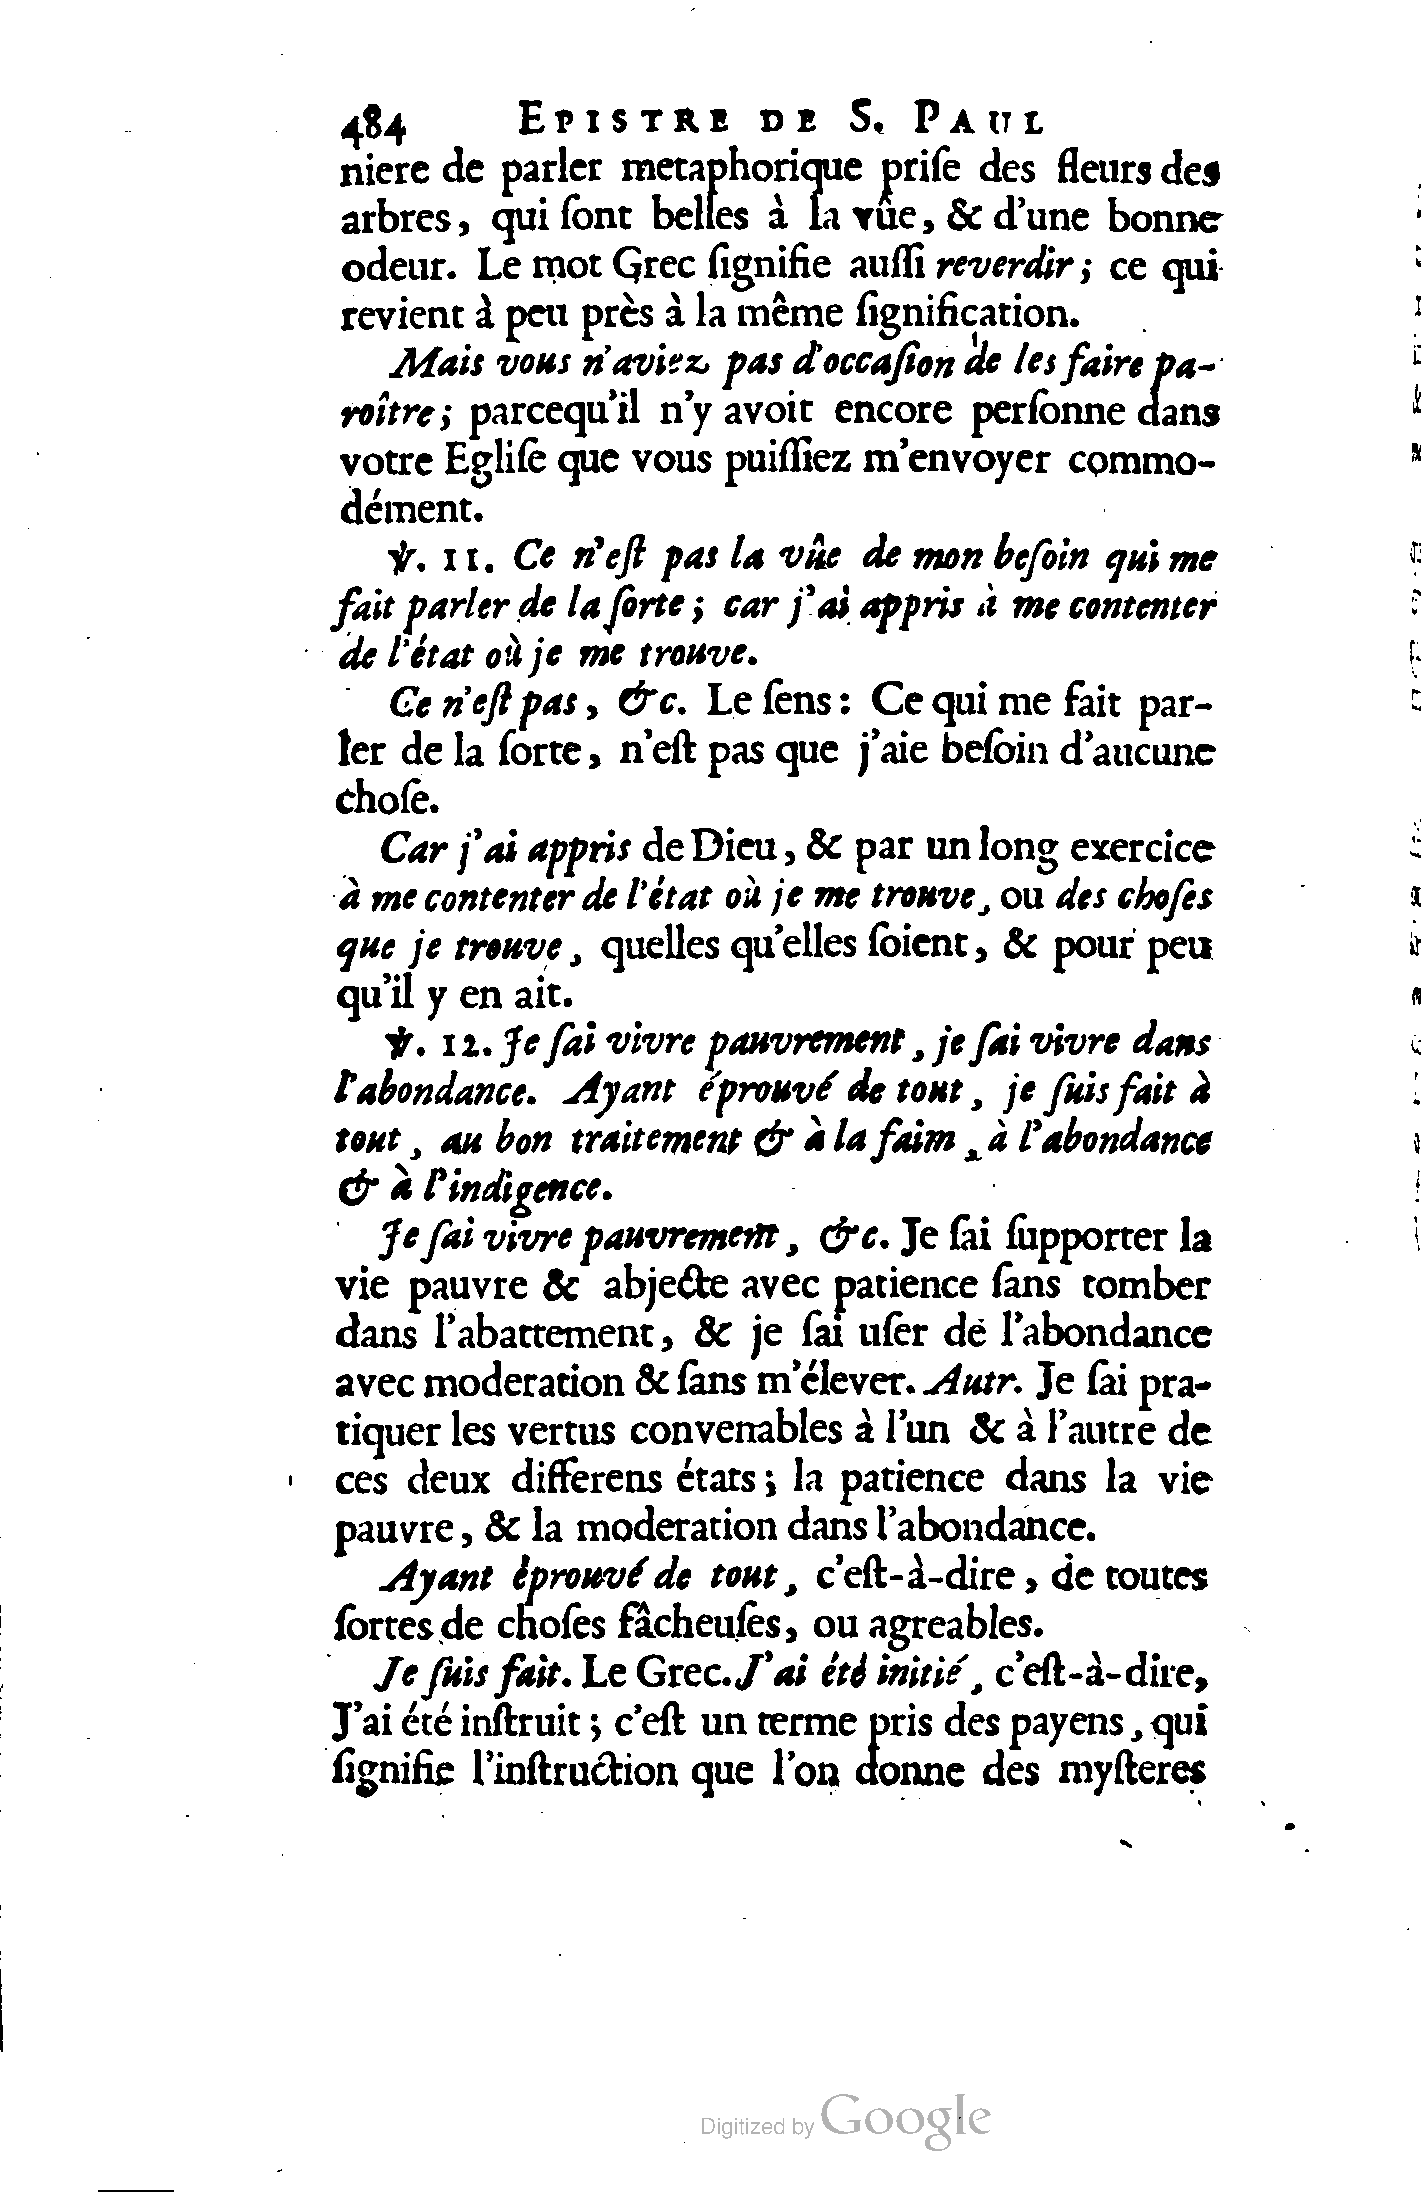 484 EPISTRE DE S. PAUL
niere de parler metaphorique priſe des fleurs des
arbres, qui ſont belles à la vûe, & d'une bonne
odeur. Le mot Grec ſignifie auſſi reverdir; ce qui
revient à peu près à la même ſignification.
Mais vous n'aviez pas d'occaſion de les faire pa-
roître; parcequ'il n'y avoit encore perſonne dans
votre Egliſe que vous puiſſiez m'envoyer commo-
dément.
℣. 11. Ce n'eſt pas la vûe de mon beſoin qui me
fait parler de la ſorte; car j'ai appris à me contenter
de l'état où je me trouve.
Ce n'eſt pas, &c. Le ſens: Ce qui me fait par-
ler de la ſorte, n'eſt pas que j'aie beſoin d'aucune
choſe.
Car j'ai appris de Dieu, & par un long exercice
à me contenter de l'état où je me trouve, ou des choſes
que je trouve, quelles qu'elles ſoient, & pour peu
qu'il y en ait.
℣. 12. Je ſai vivre pauvrement, je ſai vivre dans
l'abondance. Ayant éprouvé de tout, je ſuis fait à
tout, au bon traitement & à la faim, à l'abondance
& à l'indigence.
Je ſai vivre pauvrement, &c. Je ſai ſupporter la
vie pauvre & abjecte avec patience ſans tomber
dans l'abattement, & je ſai uſer de l'abondance
avec moderation & ſans m'élever. Autr. Je ſai pra-
tiquer les vertus convenables à l'un & à l'autre de
ces deux differens états; la patience dans la vie
pauvre, & la moderation dans l'abondance.
Ayant éprouvé de tout, c'eſt-à-dire, de toutes
ſortes de choſes fâcheuſes, ou agreables.
Je ſuis fait. Le Grec. J'ai été initié, c'eſt-à-dire,
J'ai été inſtruit; c'eſt un terme pris des payens, qui
ſignifie l'inſtruction que l'on donne des myſteres
Digitized by Google